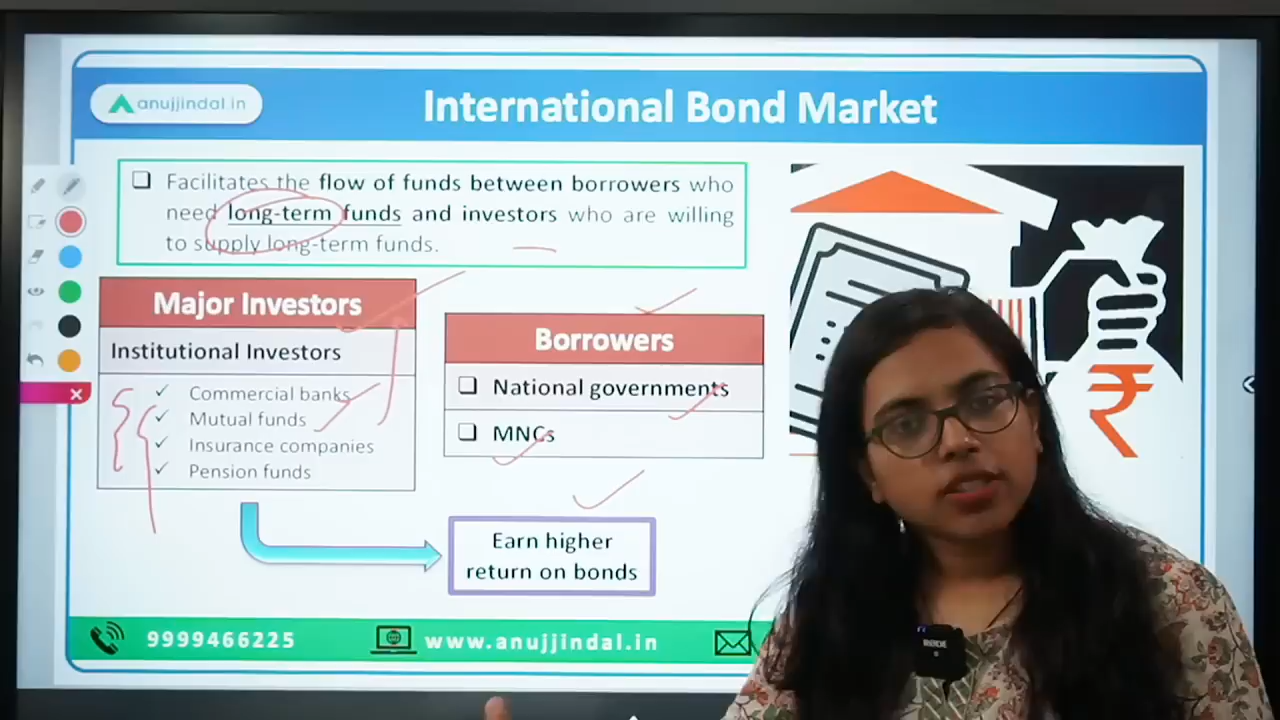 anujjindal.in
International Bond Market
Facilitates the flow of funds between borrowers who
need long-term funds and investors who are willing
to supply long-term funds.
Major Investors
Institutional Investors
Commercial banks
Mutual funds
Insurance companies
Pension funds
Borrowers
National governments
MNCs
Earn higher
return on bonds
₹
9999466225
www.anujjindal.in